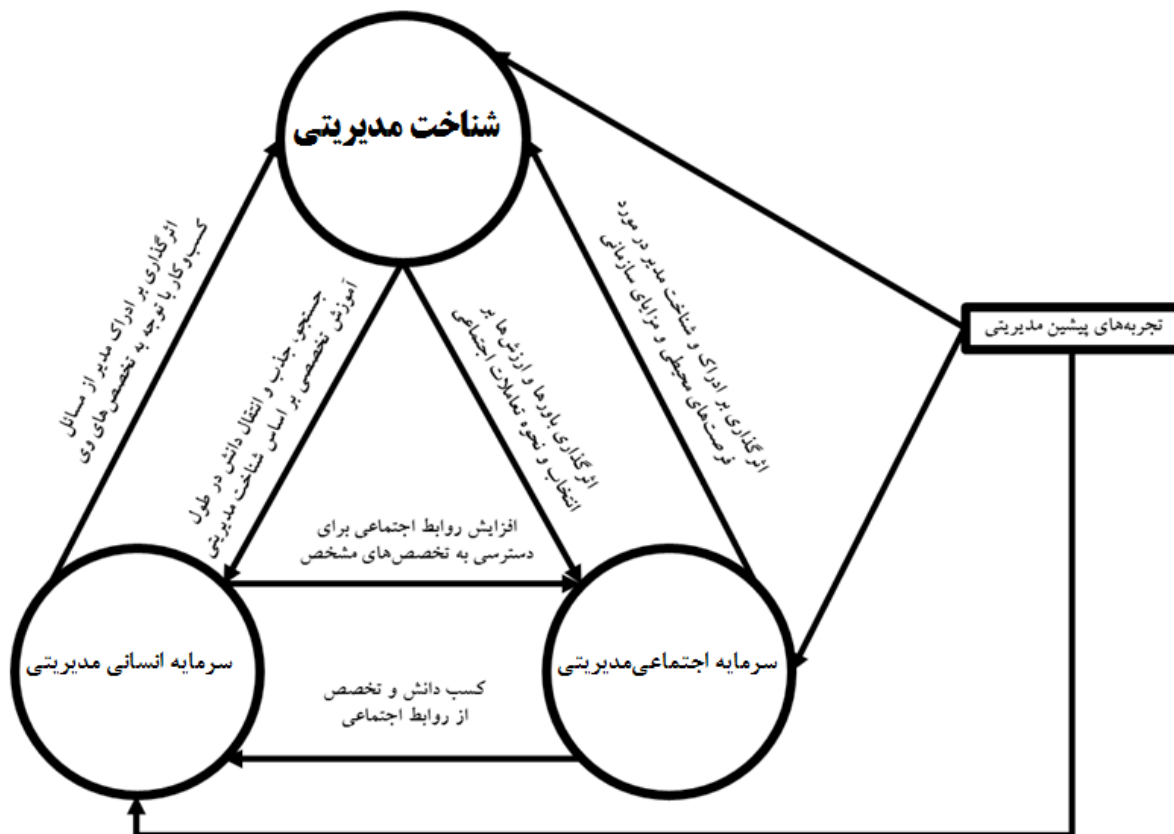 شناخت مدیریتی
اثرگذاری بر ادراک مدیر از مسائل
کسب‌وکار با توجه به تخصص‌های وی
جستجو، جذب و انتقال دانش در طول
آموزش تخصصی بر اساس شناخت مدیریتی
اثرگذاری باورها و ارزش‌ها بر
انتخاب و نحوه تعاملات اجتماعی
اثرگذاری بر ادراک و شناخت مدیر در مورد
فرصت‌های محیطی و مزایای سازمانی
تجربه‌های پیشین مدیریتی
افزایش روابط اجتماعی برای
دسترسی به تخصص‌های مشخص
سرمایه انسانی مدیریتی
سرمایه اجتماعی‌مدیریتی
کسب دانش و تخصص
از روابط اجتماعی